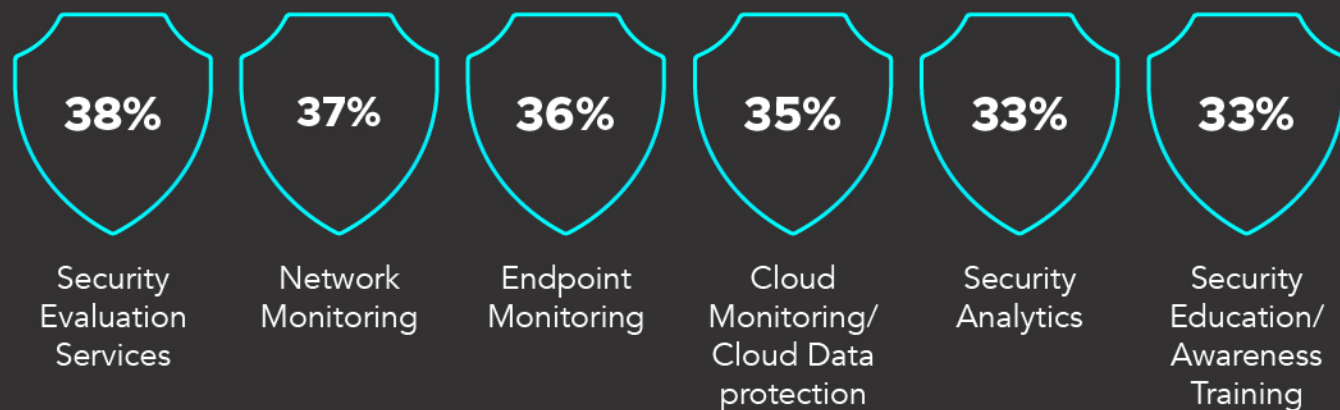 38%
37%
36%
35%
33%
33%
Security
Evaluation
Services
Network
Monitoring
Endpoint
Monitoring
Cloud
Monitoring/
Cloud Data
protection
Security
Analytics
Security
Education/
Awareness
Training